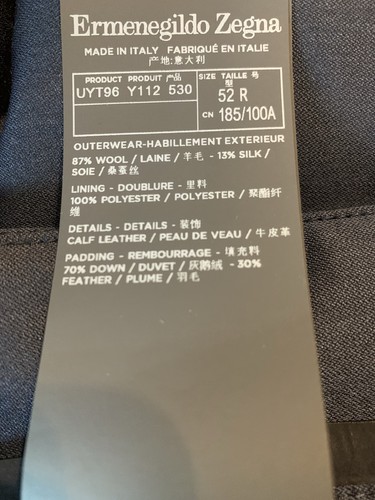 Ermenegildo Zegna
MADE IN ITALY FABRIQUÉ EN ITALIE
产地:意大利
PRODUCT PRODUIT 产品
UYT96 Y112 530
SIZE TAILLE 号
型
52 R
CN 185/100A
OUTERWEAR-HABILLEMENT EXTERIEUR
87% WOOL / LAINE / 羊毛 - 13% SILK /
SOIE / 桑蚕丝
LINING - DOUBLURE - 里料
100% POLYESTER / POLYESTER / 聚酯纤
维
DETAILS - DETAILS - 装饰
CALF LEATHER / PEAU DE VEAU / 牛皮革
PADDING - REMBOURRAGE - 填充料
70% DOWN / DUVET / 灰鹅绒 - 30%
FEATHER / PLUME / 羽毛